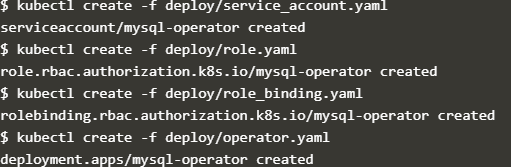 $ kubectl create -f deploy/service_account.yaml
serviceaccount/mysql-operator created
$ kubectl create -f deploy/role.yaml
role.rbac.authorization.k8s.io/mysql-operator created
$ kubectl create -f deploy/role_binding.yaml
rolebinding.rbac.authorization.k8s.io/mysql-operator created
$ kubectl create -f deploy/operator.yaml
deployment.apps/mysql-operator created